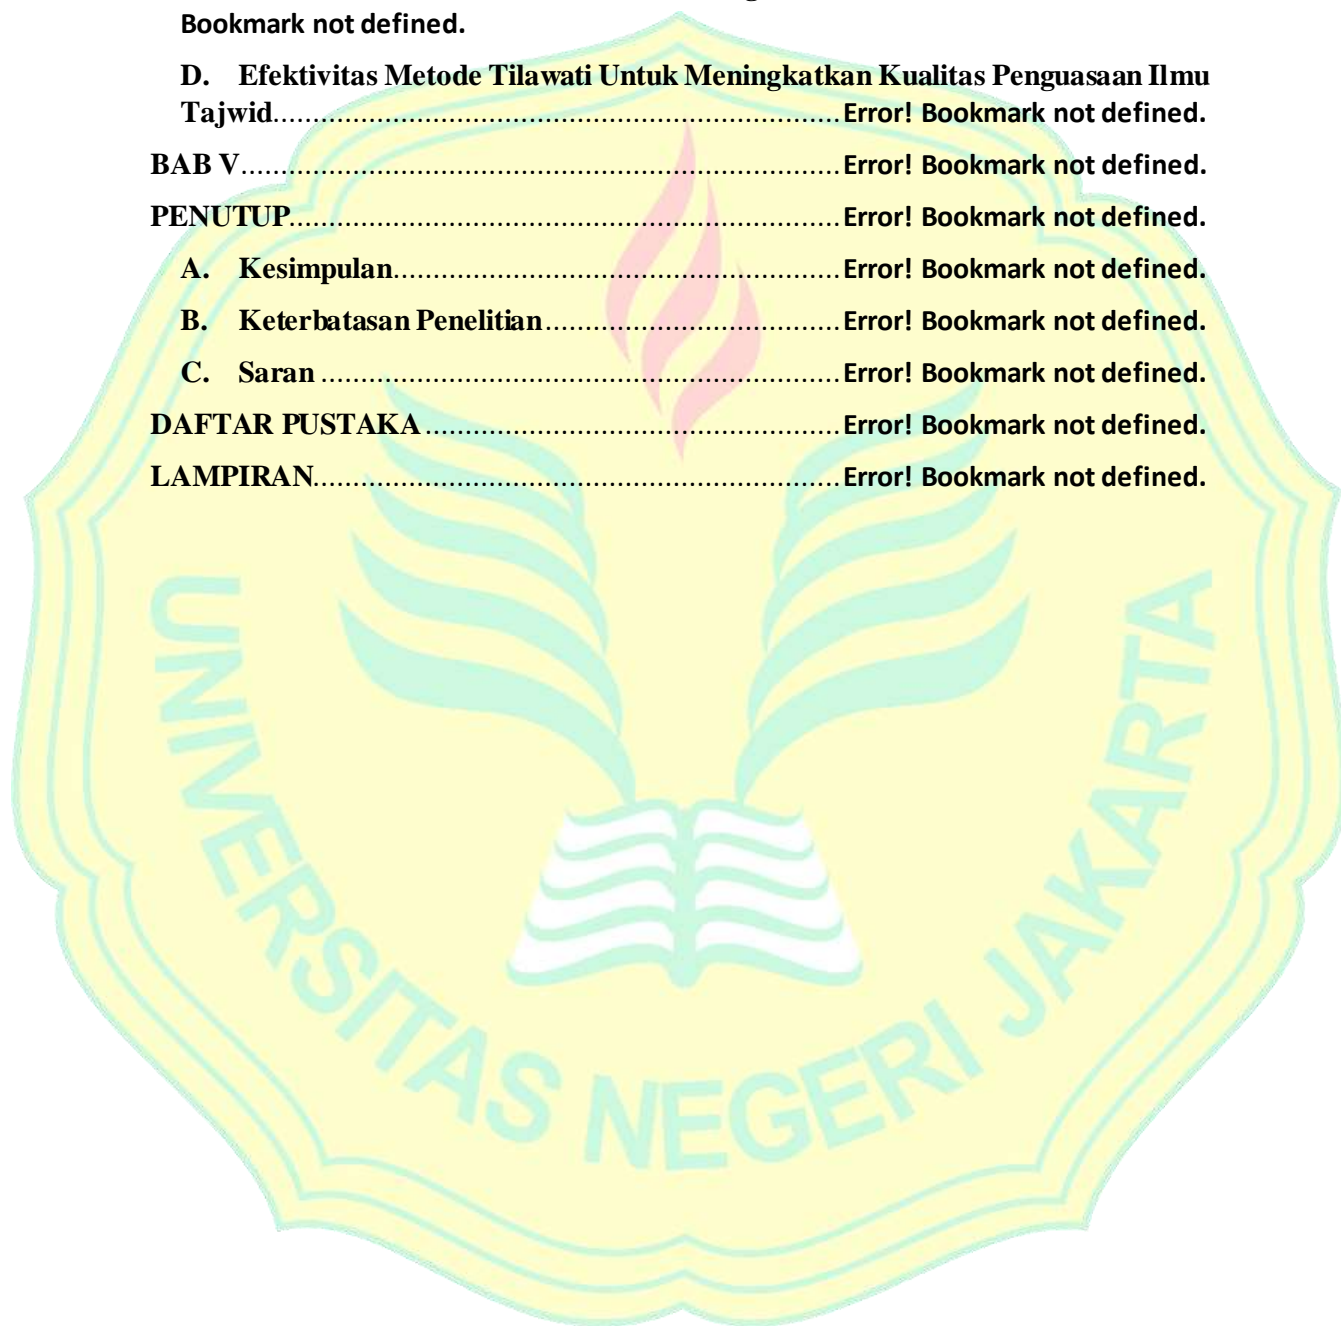 Bookmark not defined.
D. Efektivitas Metode Tilawati Untuk Meningkatkan Kualitas Penguasaan Ilmu
Tajwid........................................................................Error! Bookmark not defined.
BAB V............................................................................Error! Bookmark not defined.
PENUTUP......................................................................Error! Bookmark not defined.
A. Kesimpulan.........................................................Error! Bookmark not defined.
B. Keterbatasan Penelitian.....................................Error! Bookmark not defined.
C. Saran ..................................................................Error! Bookmark not defined.
DAFTAR PUSTAKA....................................................Error! Bookmark not defined.
LAMPIRAN...................................................................Error! Bookmark not defined.
UNIVERSITAS NEGERI JAKARTA